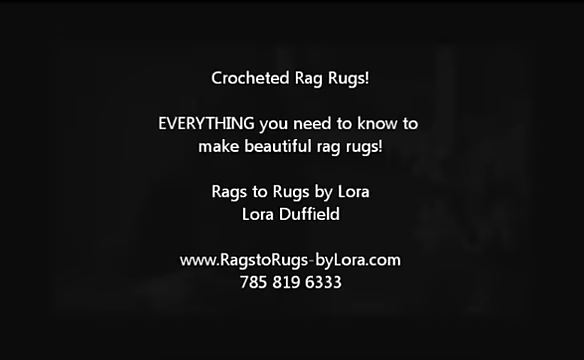 Crocheted Rag Rugs!
EVERYTHING you need to know to
make beautiful rag rugs!
Rags to Rugs by Lora
Lora Duffield
www.RagstoRugs-byLora.com
785 819 6333